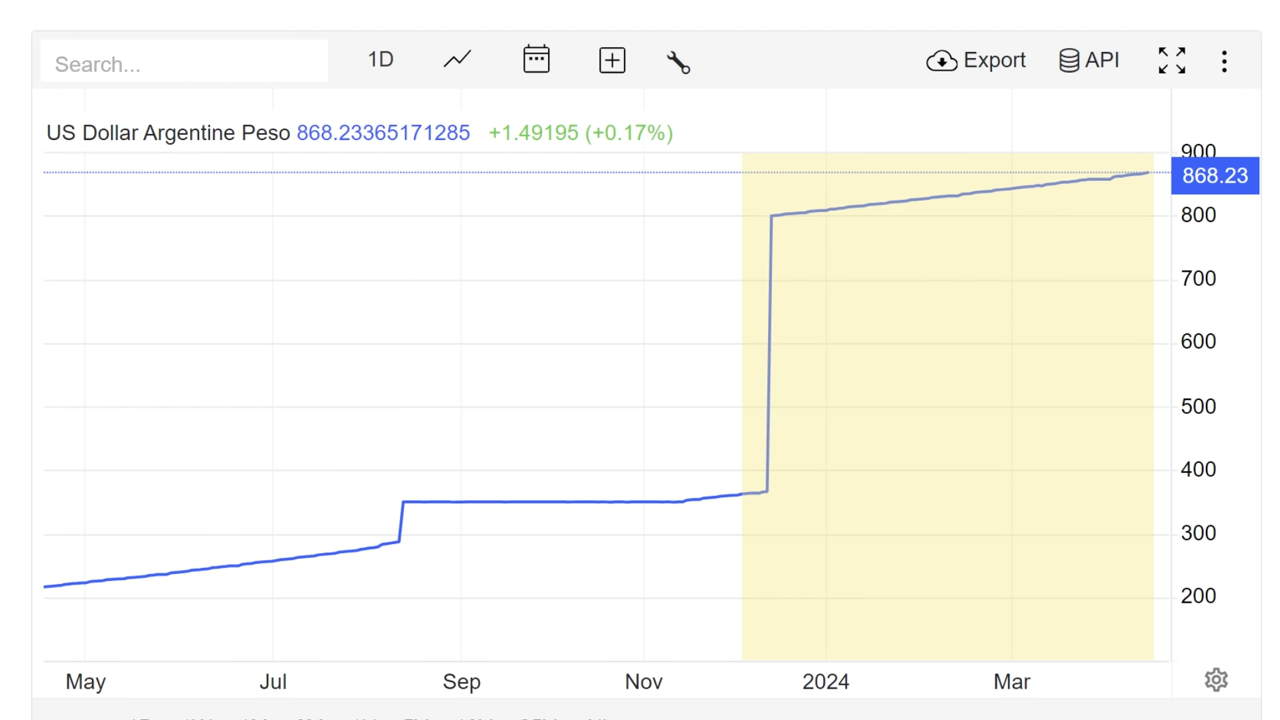 Search...
1D
Export
API
US Dollar Argentine Peso 868.23365171285 +1.49195 (+0.17%)
900
868.23
800
700
600
500
400
300
200
May Jul Sep Nov 2024 Mar